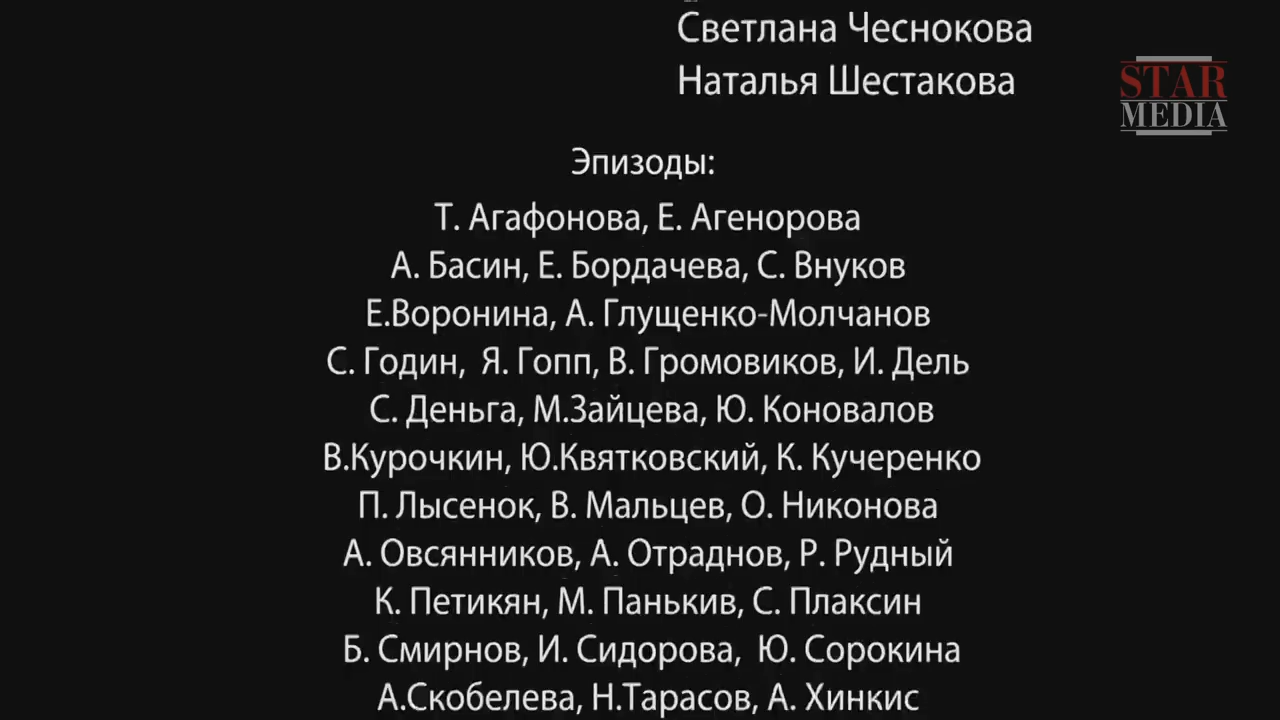 Светлана Чеснокова
Наталья Шестакова
STAR
MEDIA
Эпизоды:
Т. Агафонова, Е. Агенорова
А. Басин, Е. Бордачева, С. Внуков
Е.Воронина, А. Глущенко-Молчанов
С. Годин, Я. Гопп, В. Громовиков, И. Дель
С. Деньга, М.Зайцева, Ю. Коновалов
В.Курочкин, Ю.Квятковский, К. Кучеренко
П. Лысенок, В. Мальцев, О. Никонова
А. Овсянников, А. Отраднов, Р. Рудный
К. Петикян, М. Панькив, С. Плаксин
Б. Смирнов, И. Сидорова, Ю. Сорокина
А.Скобелева, Н.Тарасов, А. Хинкис